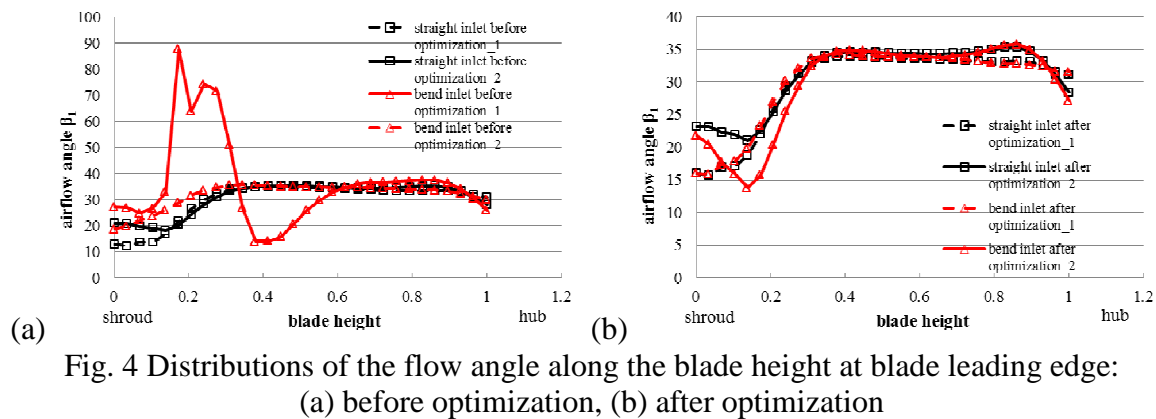 100
90
80
70
60
50
40
30
20
10
0
airflow angle β1
0
0.2
0.4
0.6
0.8
1
1.2
shroud
blade height
hub
straight inlet before
optimization_1
straight inlet before
optimization_2
bend inlet before
optimization_1
bend inlet before
optimization_2
(a)
40
35
30
25
20
15
10
5
0
airflow angle β1
0
0.2
0.4
0.6
0.8
1
1.2
shroud
blade height
hub
straight inlet after
optimization_1
straight inlet after
optimization_2
bend inlet after
optimization_1
bend inlet after
optimization_2
(b)
Fig. 4 Distributions of the flow angle along the blade height at blade leading edge:
(a) before optimization, (b) after optimization